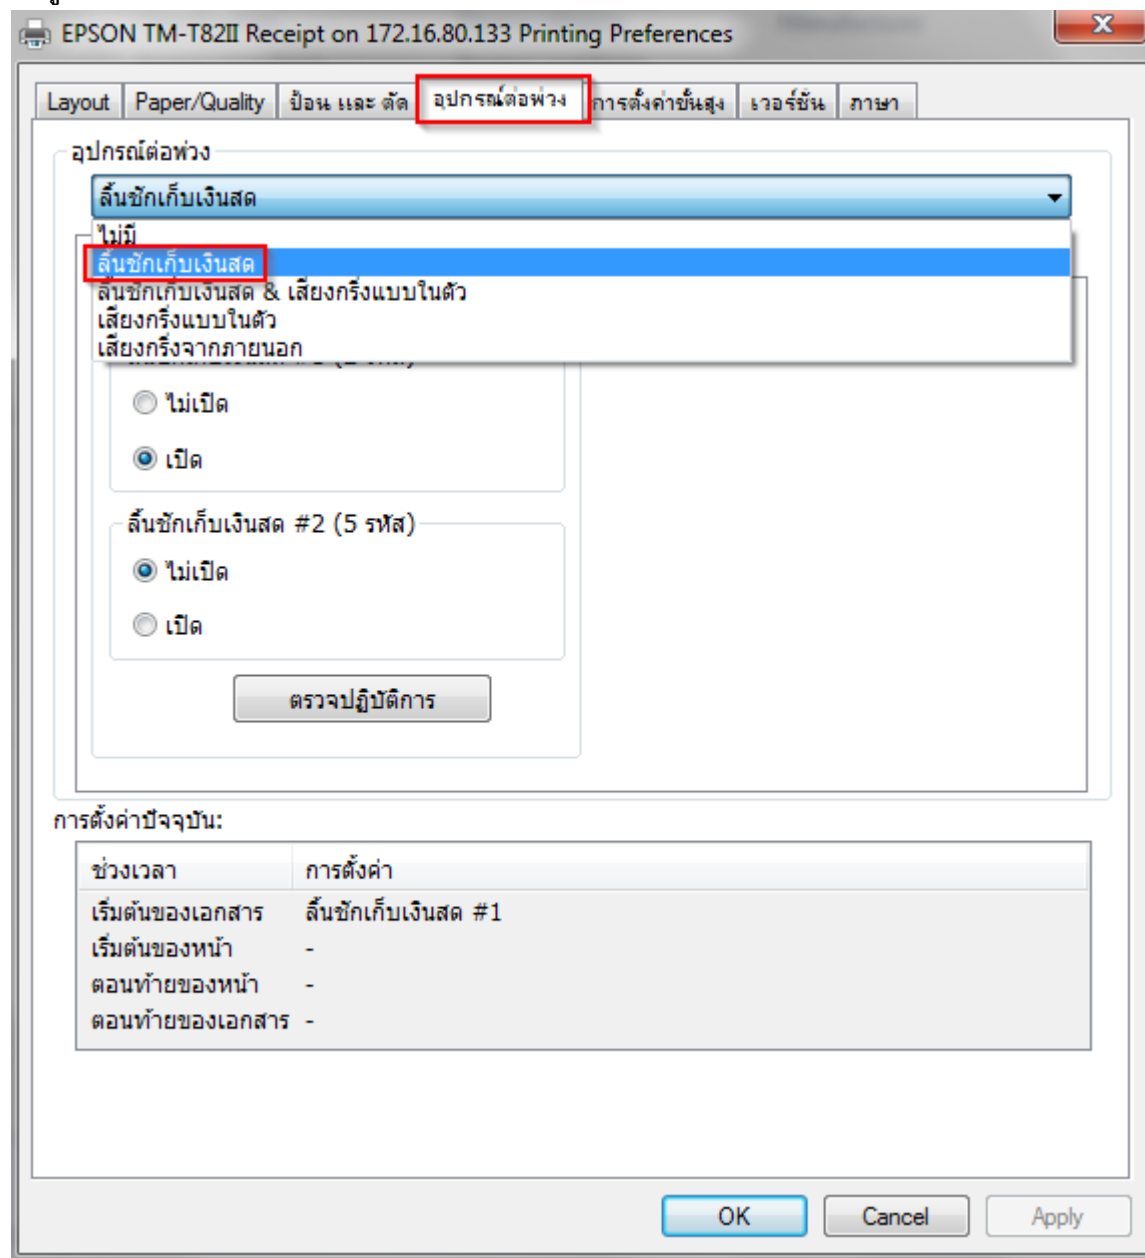 EPSON TM-T82II Receipt on 172.16.80.133 Printing Preferences
Layout Paper/Quality ป้อน และ ตัด อุปกรณ์ต่อพ่วง การตั้งค่าขั้นสูง เวอร์ชั่น ภาษา
อุปกรณ์ต่อพ่วง
ลิ้นชักเก็บเงินสด
ไม่มี
ลิ้นชักเก็บเงินสด
ลิ้นชักเก็บเงินสด & เสียงกริ่งแบบในตัว
เสียงกริ่งแบบในตัว
เสียงกริ่งจากภายนอก
ไม่เปิด
เปิด
ลิ้นชักเก็บเงินสด #2 (5 รหัส)
ไม่เปิด
เปิด
ตรวจปฏิบัติการ
การตั้งค่าปัจจุบัน:
ช่วงเวลา การตั้งค่า
เริ่มต้นของเอกสาร ลิ้นชักเก็บเงินสด #1
เริ่มต้นของหน้า -
ตอนท้ายของหน้า -
ตอนท้ายของเอกสาร -
OK Cancel Apply